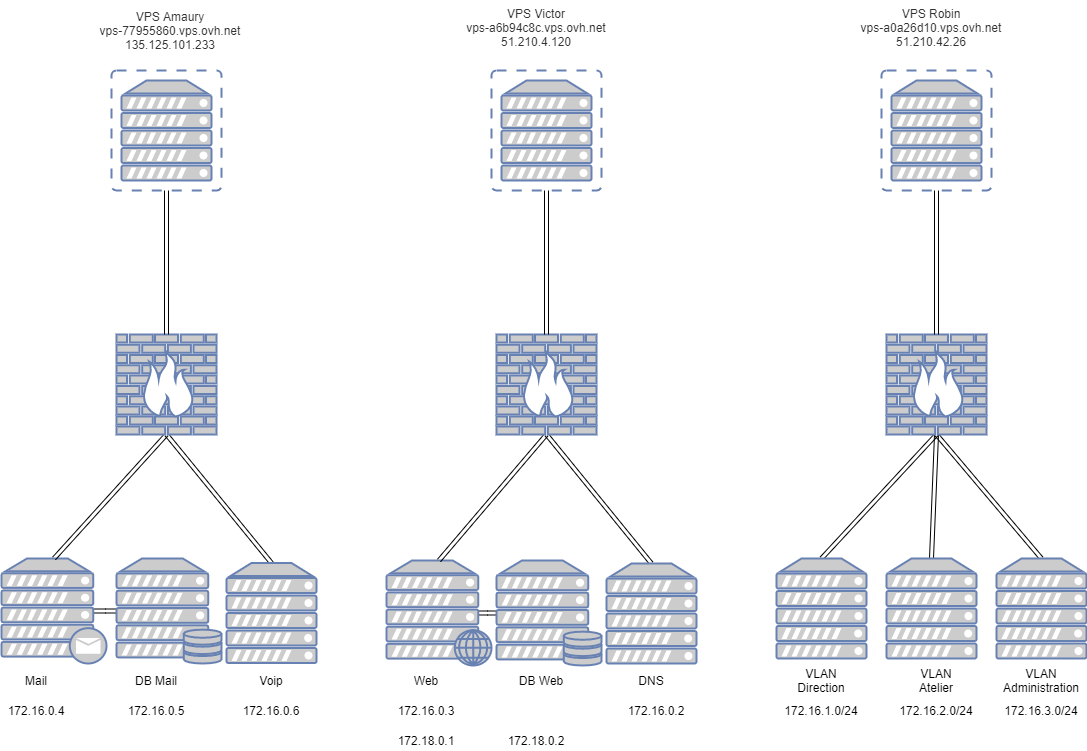 VPS Amaury
vps-77955860.vps.ovh.net
135.125.101.233
VPS Victor
vps-a6b94c8c.vps.ovh.net
51.210.4.120
VPS Robin
vps-a0a26d10.vps.ovh.net
51.210.42.26
Mail
DB Mail
Voip
Web
DB Web
DNS
VLAN
Direction
VLAN
Atelier
VLAN
Administration
172.16.0.4
172.16.0.5
172.16.0.6
172.16.0.3
172.16.0.2
172.16.1.0/24
172.16.2.0/24
172.16.3.0/24
172.18.0.1
172.18.0.2